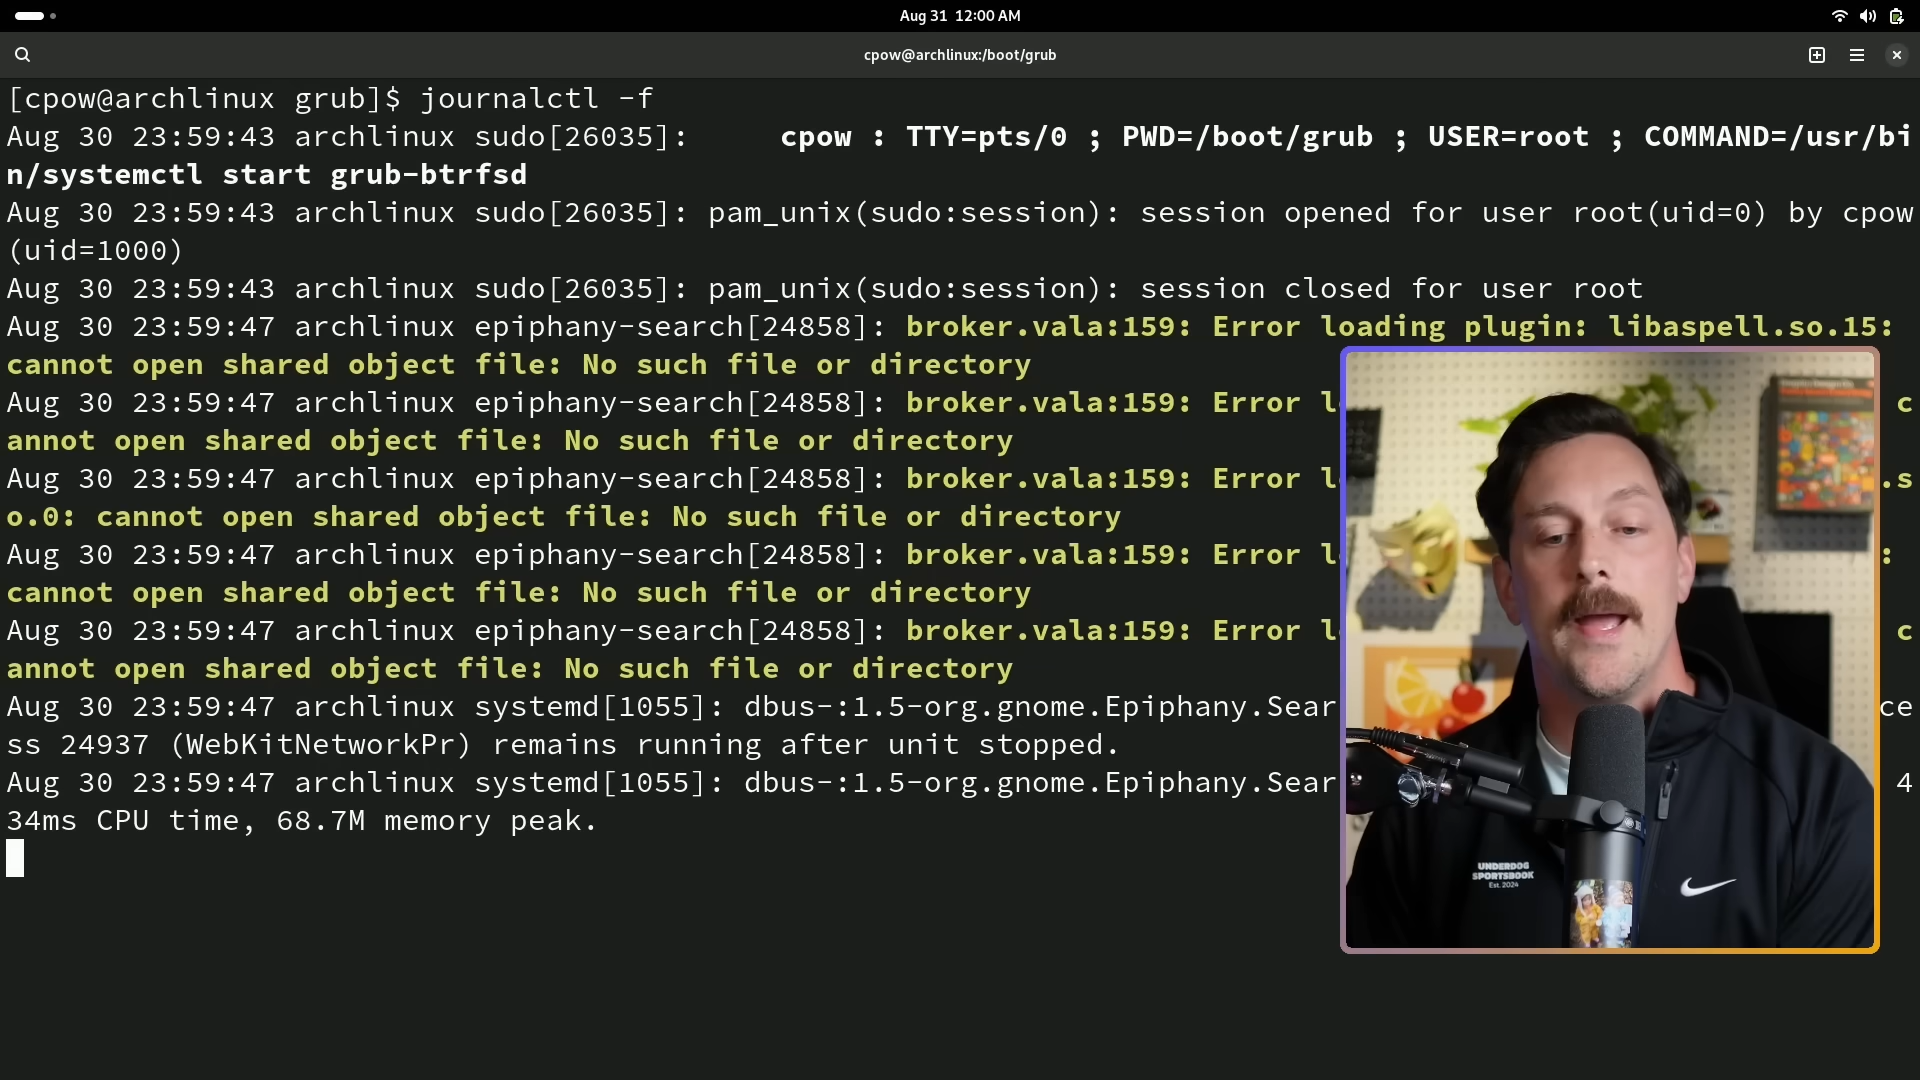 Aug 31 12:00 AM
cpow@archlinux:/boot/grub
[cpow@archlinux grub]$ journalctl -f
Aug 30 23:59:43 archlinux sudo[26035]:     cpow : TTY=pts/0 ; PWD=/boot/grub ; USER=root ; COMMAND=/usr/bi
n/systemctl start grub-btrfsd
Aug 30 23:59:43 archlinux sudo[26035]: pam_unix(sudo:session): session opened for user root(uid=0) by cpow
(uid=1000)
Aug 30 23:59:43 archlinux sudo[26035]: pam_unix(sudo:session): session closed for user root
Aug 30 23:59:47 archlinux epiphany-search[24858]: broker.vala:159: Error loading plugin: libaspell.so.15:
cannot open shared object file: No such file or directory
Aug 30 23:59:47 archlinux epiphany-search[24858]: broker.vala:159: Error c
annot open shared object file: No such file or directory
Aug 30 23:59:47 archlinux epiphany-search[24858]: broker.vala:159: Error .s
o.0: cannot open shared object file: No such file or directory
Aug 30 23:59:47 archlinux epiphany-search[24858]: broker.vala:159: Error :
cannot open shared object file: No such file or directory
Aug 30 23:59:47 archlinux epiphany-search[24858]: broker.vala:159: Error c
annot open shared object file: No such file or directory
Aug 30 23:59:47 archlinux systemd[1055]: dbus-:1.5-org.gnome.Epiphany.Sear ce
ss 24937 (WebKitNetworkPr) remains running after unit stopped.
Aug 30 23:59:47 archlinux systemd[1055]: dbus-:1.5-org.gnome.Epiphany.Sear 4
34ms CPU time, 68.7M memory peak.
UNDERDOG
SPORTSBOOK
Est. 2024